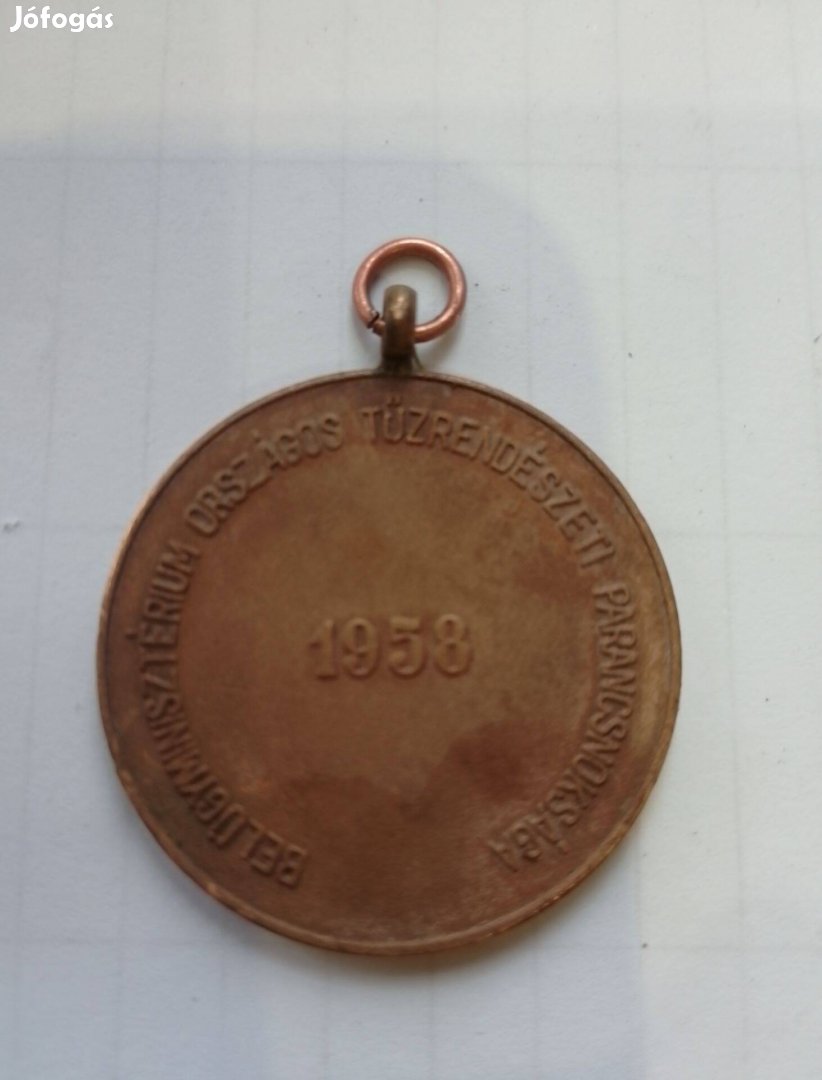 Jófogás
BELÜGYMINISZTÉRIUM ORSZÁGOS TŰZRENDÉSZETI PARANCSNOKSÁGA
1958